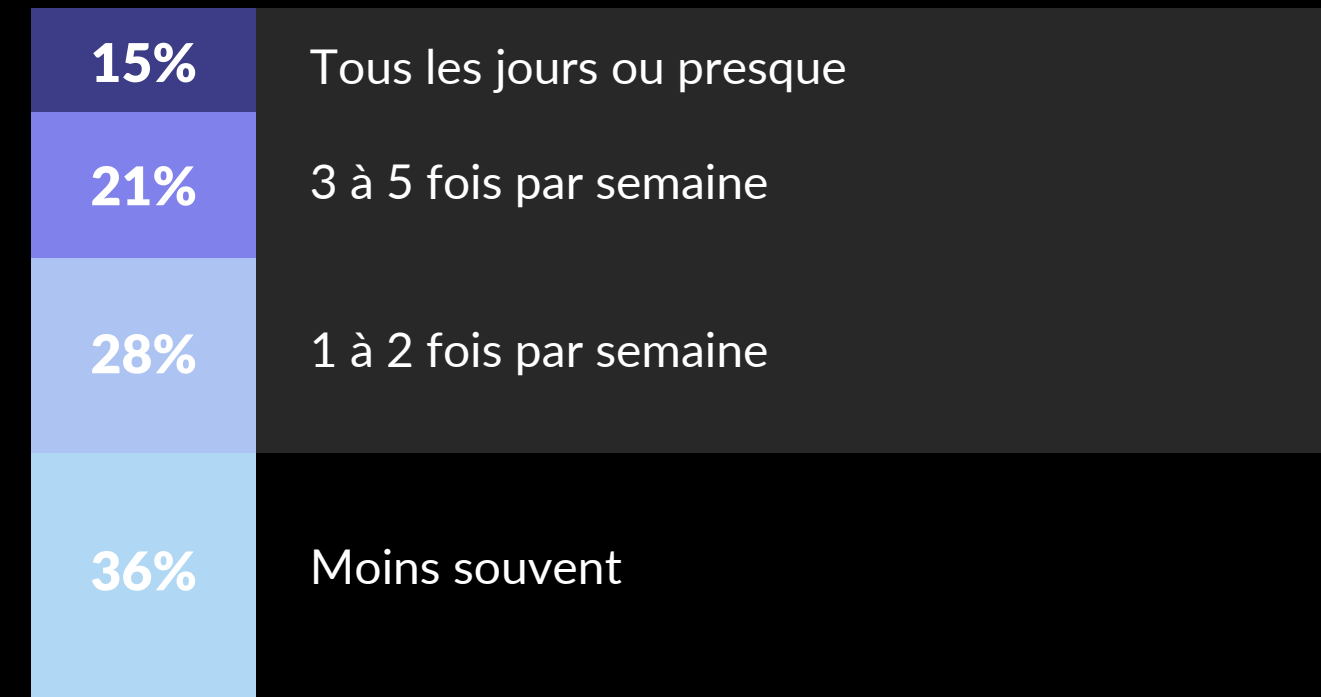 15% Tous les jours ou presque
21% 3 à 5 fois par semaine
28% 1 à 2 fois par semaine
36% Moins souvent